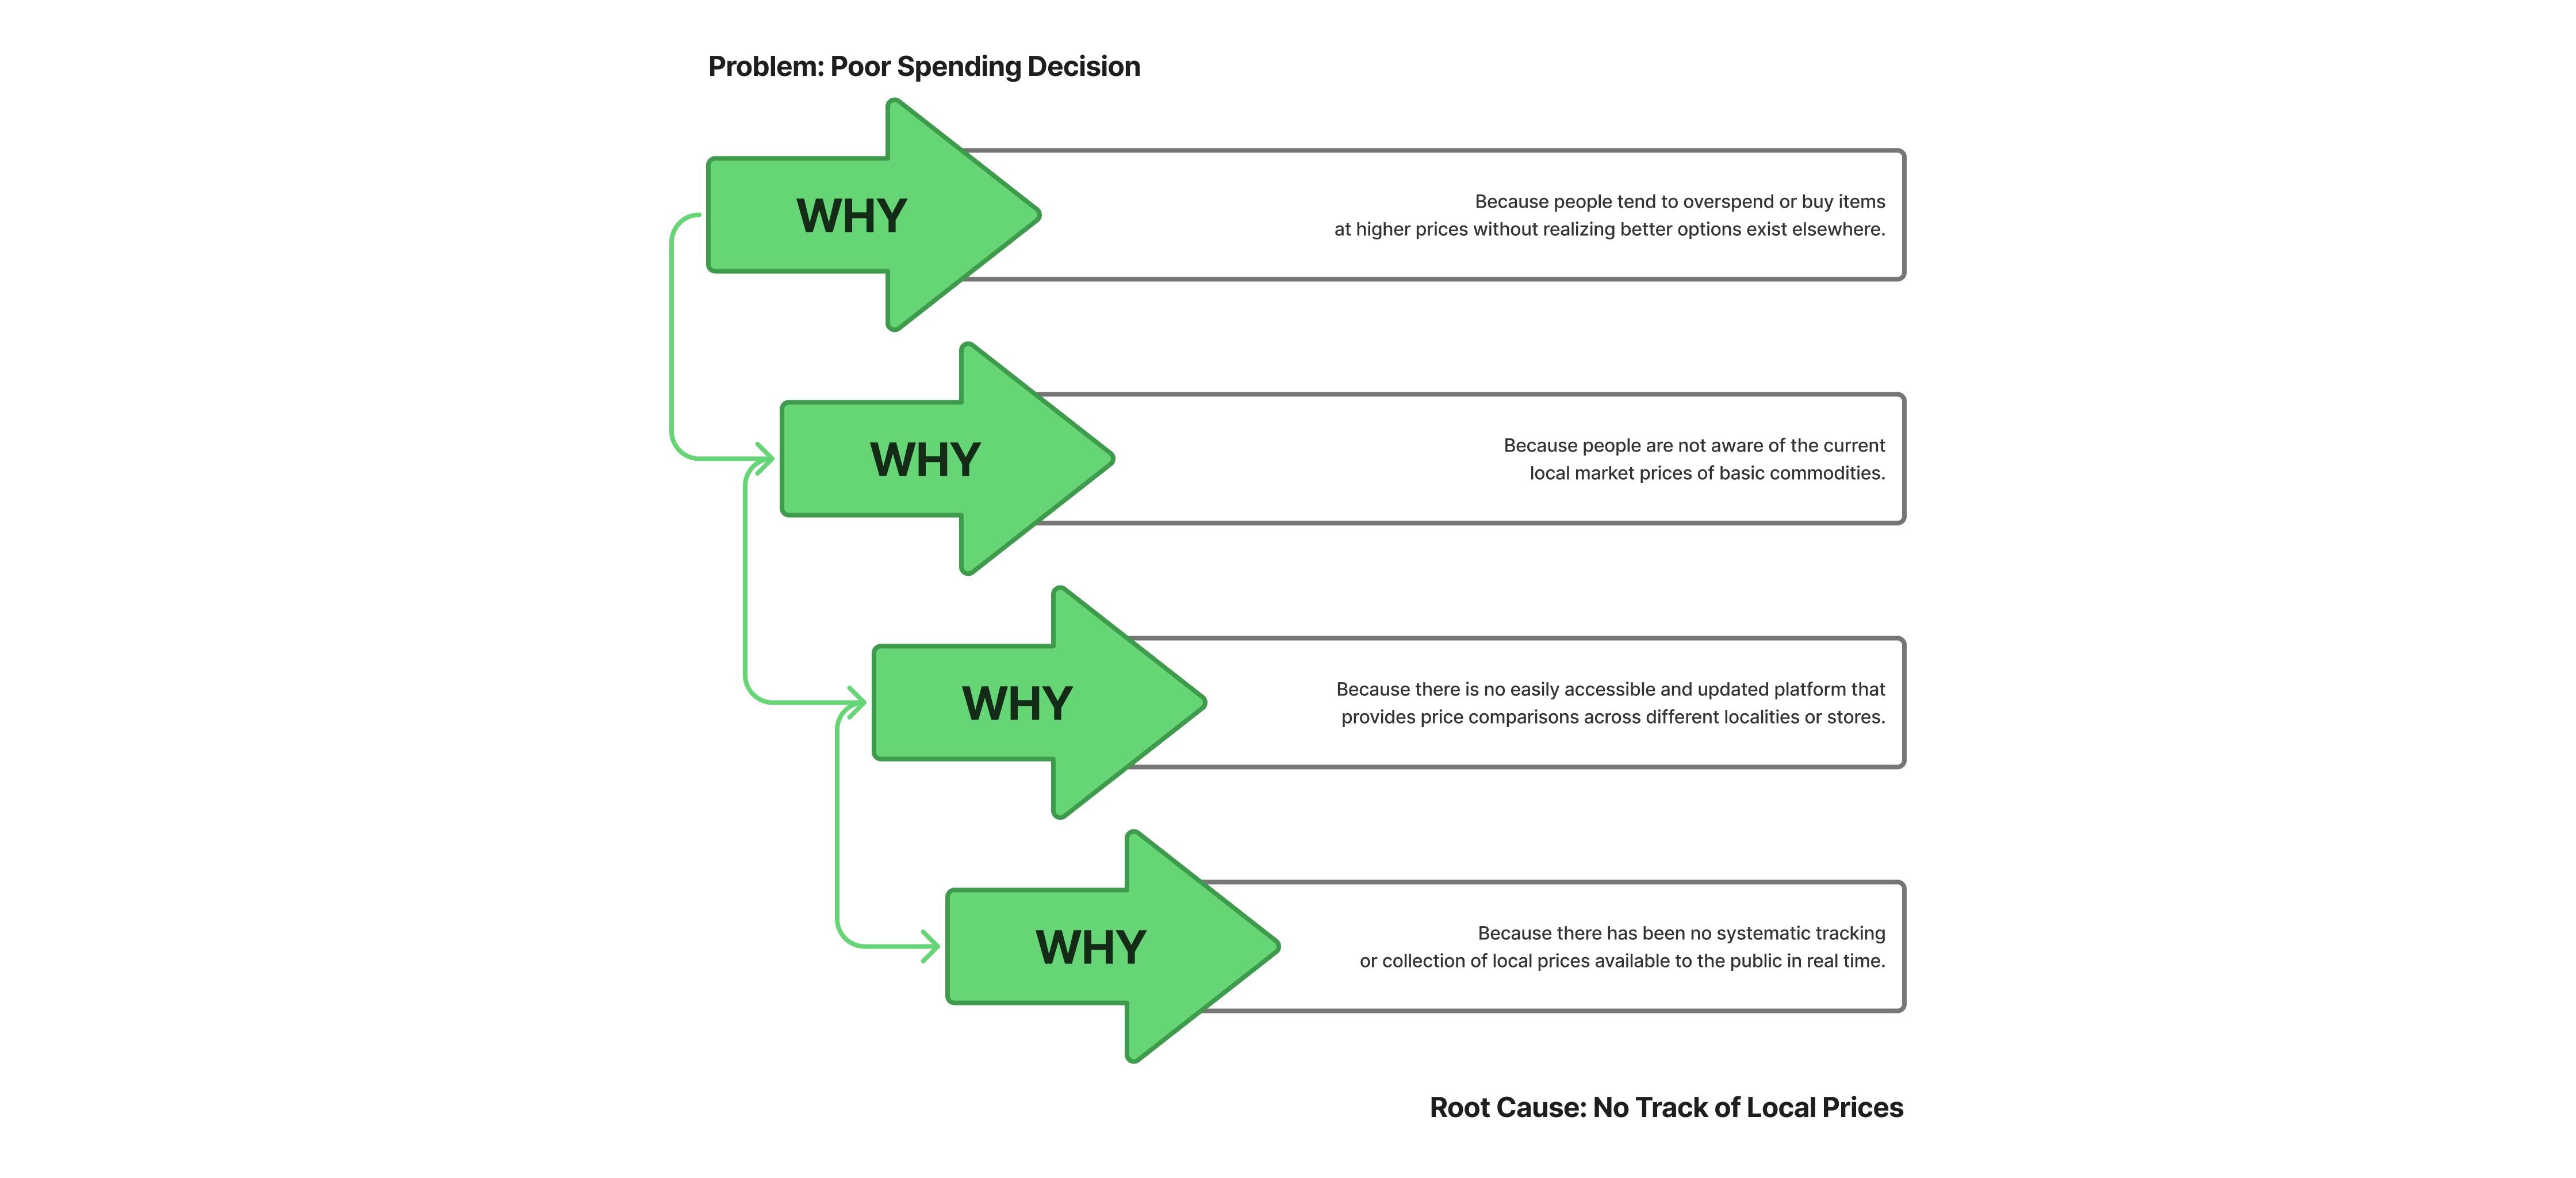 Problem: Poor Spending Decision
WHY
Because people tend to overspend or buy items
at higher prices without realizing better options exist elsewhere.
WHY
Because people are not aware of the current
local market prices of basic commodities.
WHY
Because there is no easily accessible and updated platform that
provides price comparisons across different localities or stores.
WHY
Because there has been no systematic tracking
or collection of local prices available to the public in real time.
Root Cause: No Track of Local Prices